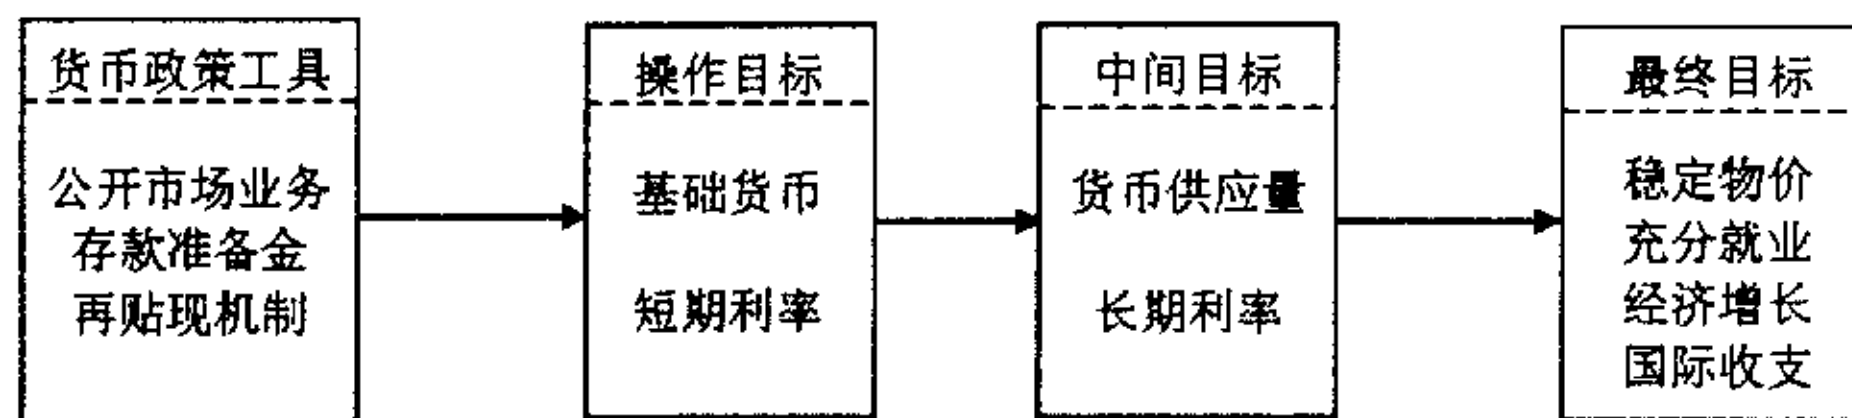 货币政策工具
公开市场业务
存款准备金
再贴现机制
操作目标
基础货币
短期利率
中间目标
货币供应量
长期利率
最终目标
稳定物价
充分就业
经济增长
国际收支